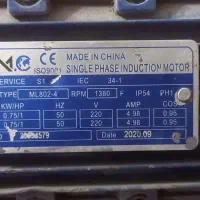 MADE IN CHINA
ISO9001 SINGLE PHASE INDUCTION MOTOR
SERVICE S1 IEC 34-1
TYPE ML802-4 RPM 1380 F IP54 PH1
KW/HP HZ V AMP COS
0.75/1 50 220 4.98 0.95
0.75/1 50 220 4.98 0.95
Date 2020.09